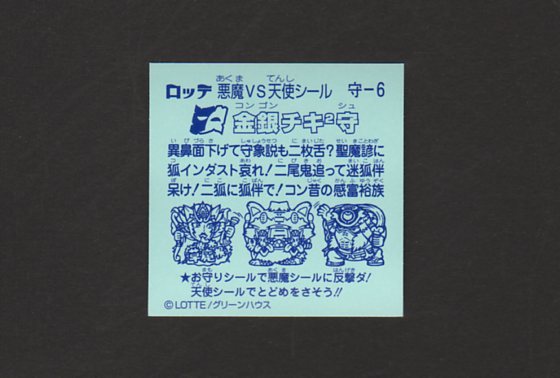 ロッテ 悪魔VS天使シール 守-6
金銀チキ²守
異鼻面下げて守象説も二枚舌?聖魔諺に
狐インダスト哀れ!二尾鬼追って迷狐伴
呆け!二狐に狐伴で!コン昔の感富裕族
★お守りシールで悪魔シールに反撃ダ!
天使シールでとどめをさそう!!
©LOTTE/グリーンハウス